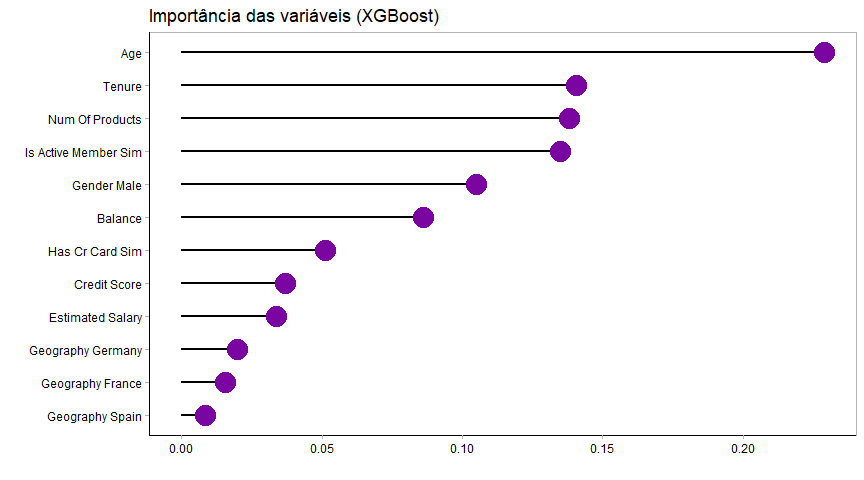 Importância das variáveis (XGBoost)
Age
Tenure
Num Of Products
Is Active Member Sim
Gender Male
Balance
Has Cr Card Sim
Credit Score
Estimated Salary
Geography Germany
Geography France
Geography Spain
0.00 0.05 0.10 0.15 0.20